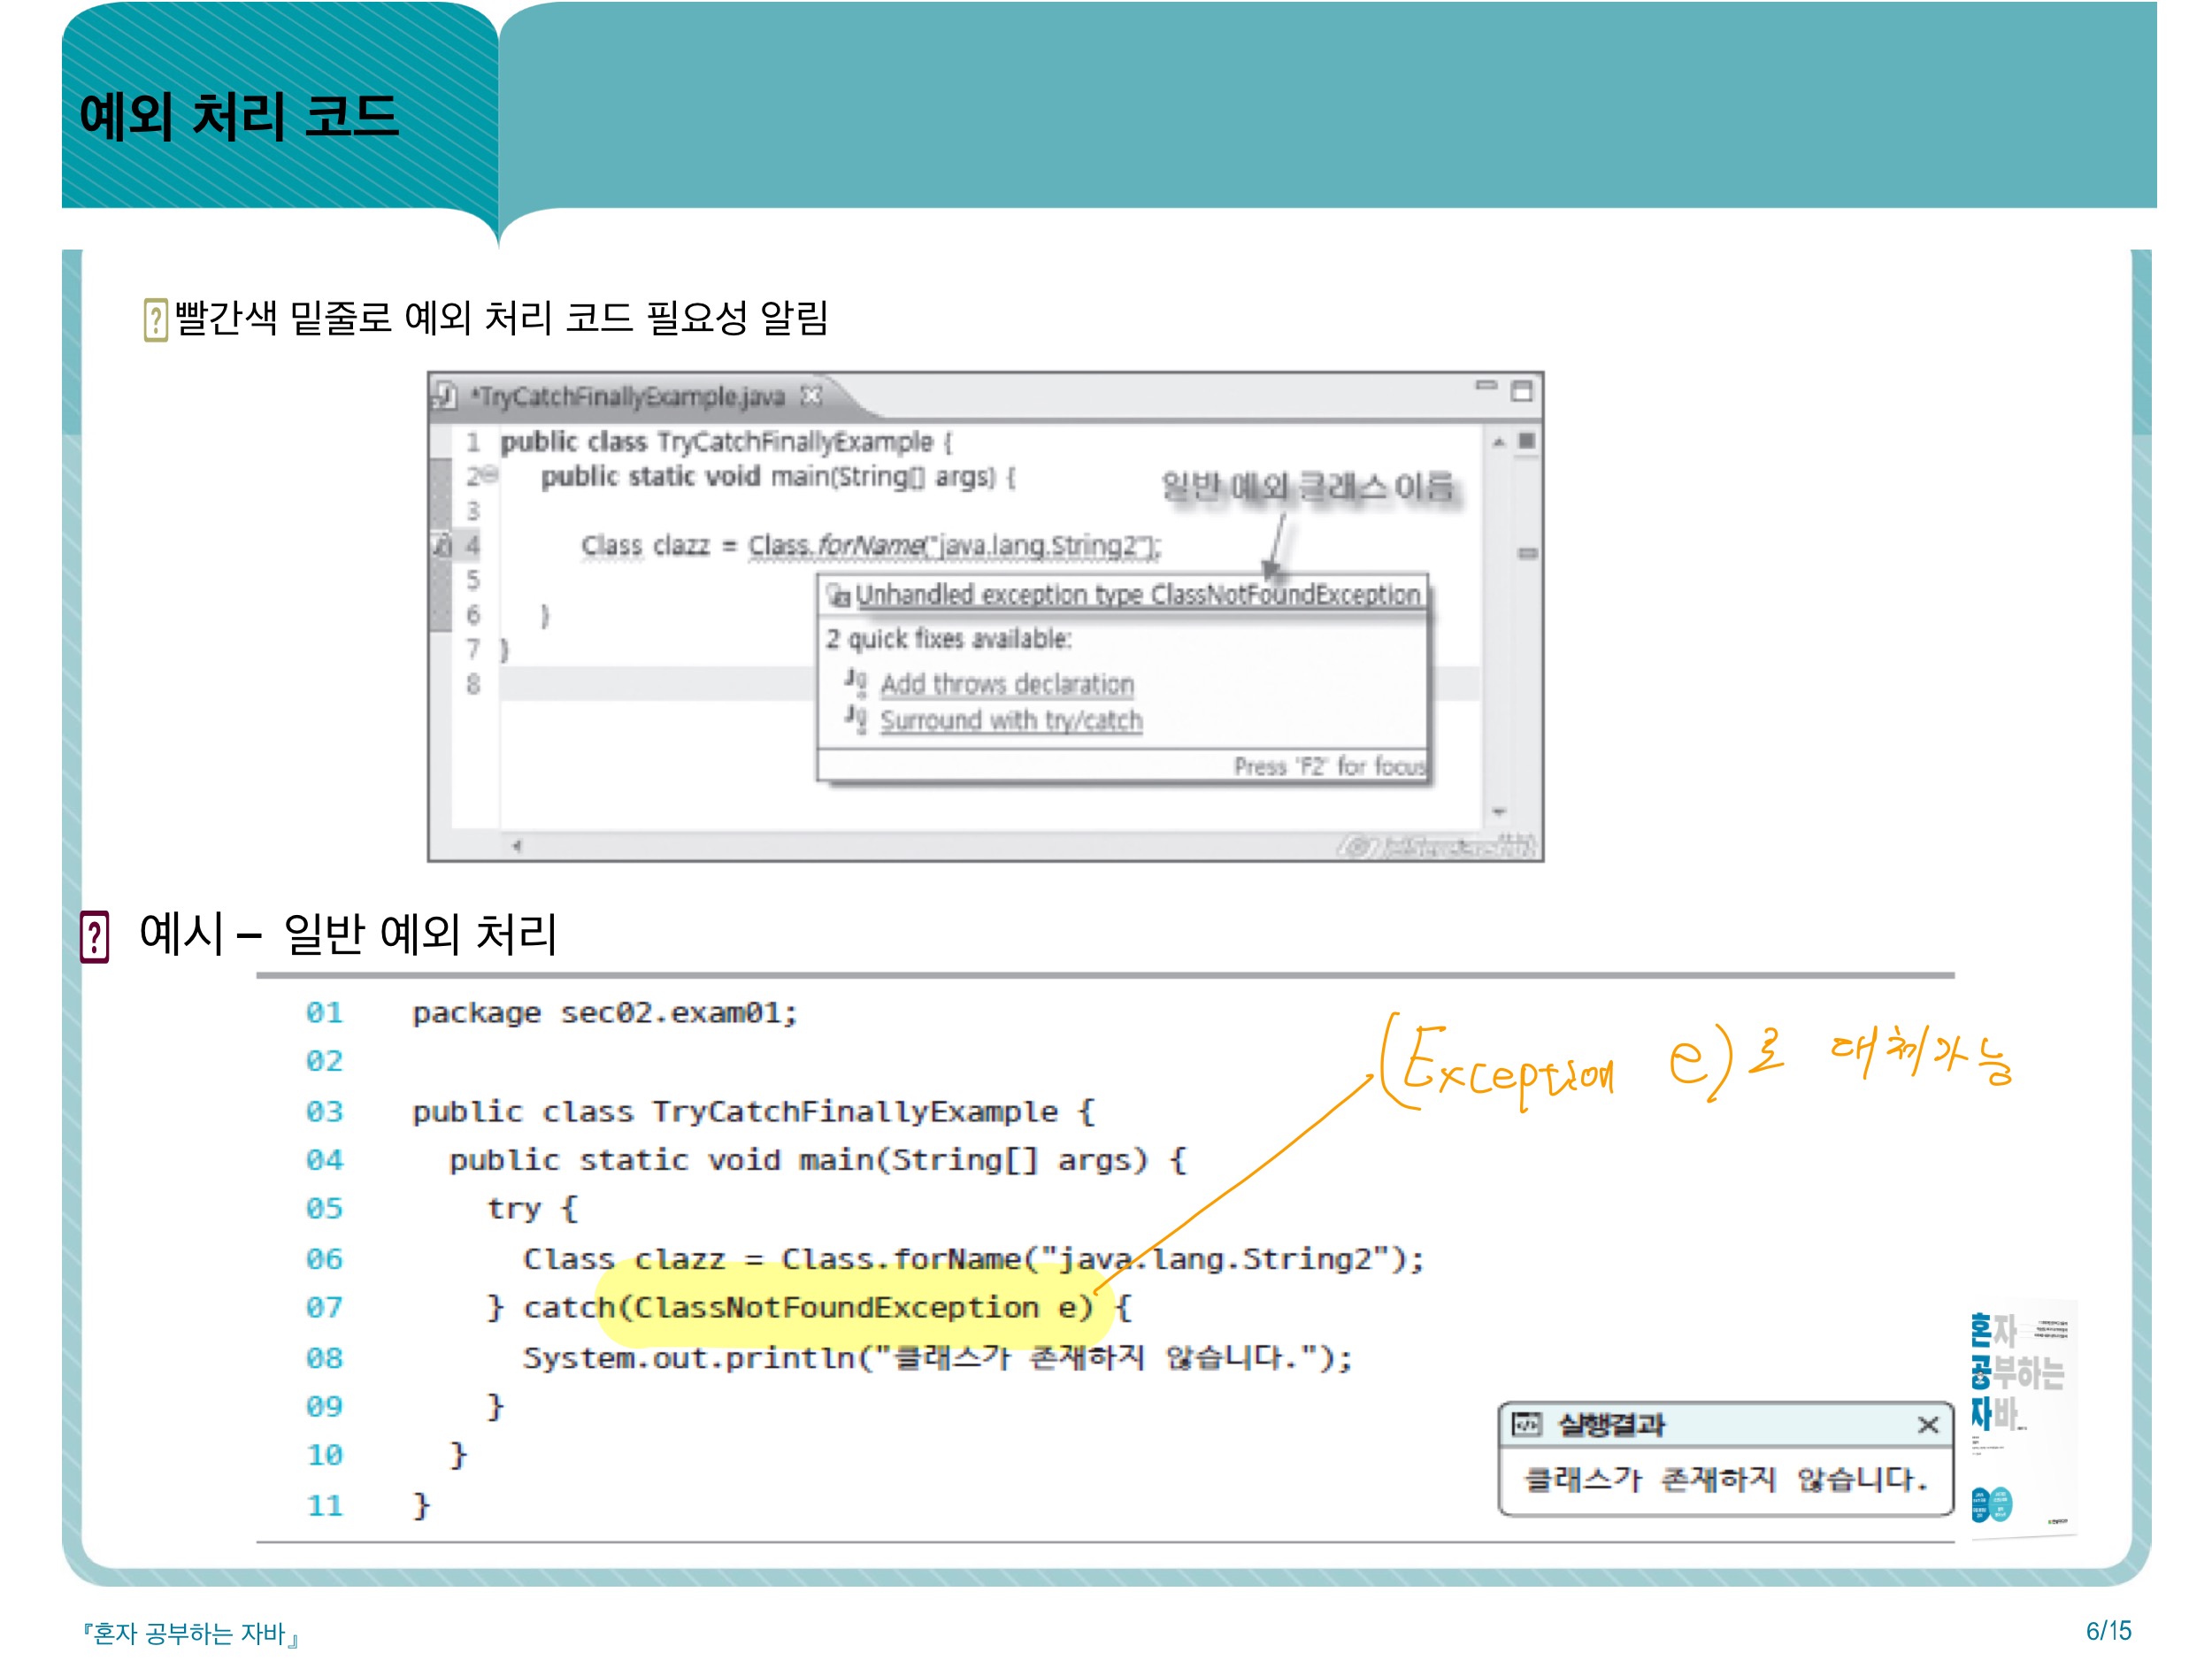 예외 처리 코드
빨간색 밑줄로 예외 처리 코드 필요성 알림
*TryCatchFinallyExample.java
1 public class TryCatchFinallyExample {
2 public static void main(String[] args) {
일반 예외 클래스 이름
3
4 Class clazz = Class.forName("java.lang.String2");
5
Unhandled exception type ClassNotFoundException
6 }
2 quick fixes available:
7 }
8
Add throws declaration
Surround with try/catch
Press 'F2' for focus
예시 – 일반 예외 처리
01 package sec02.exam01;
(Exception e)로 대체가능
02
03 public class TryCatchFinallyExample {
04 public static void main(String[] args) {
05 try {
06 Class clazz = Class.forName("java.lang.String2");
07 } catch(ClassNotFoundException e) {
08 System.out.println("클래스가 존재하지 않습니다.");
09 }
10 }
11 }
실행결과
클래스가 존재하지 않습니다.
혼자
공부하는
자바
『혼자 공부하는 자바』
6/15